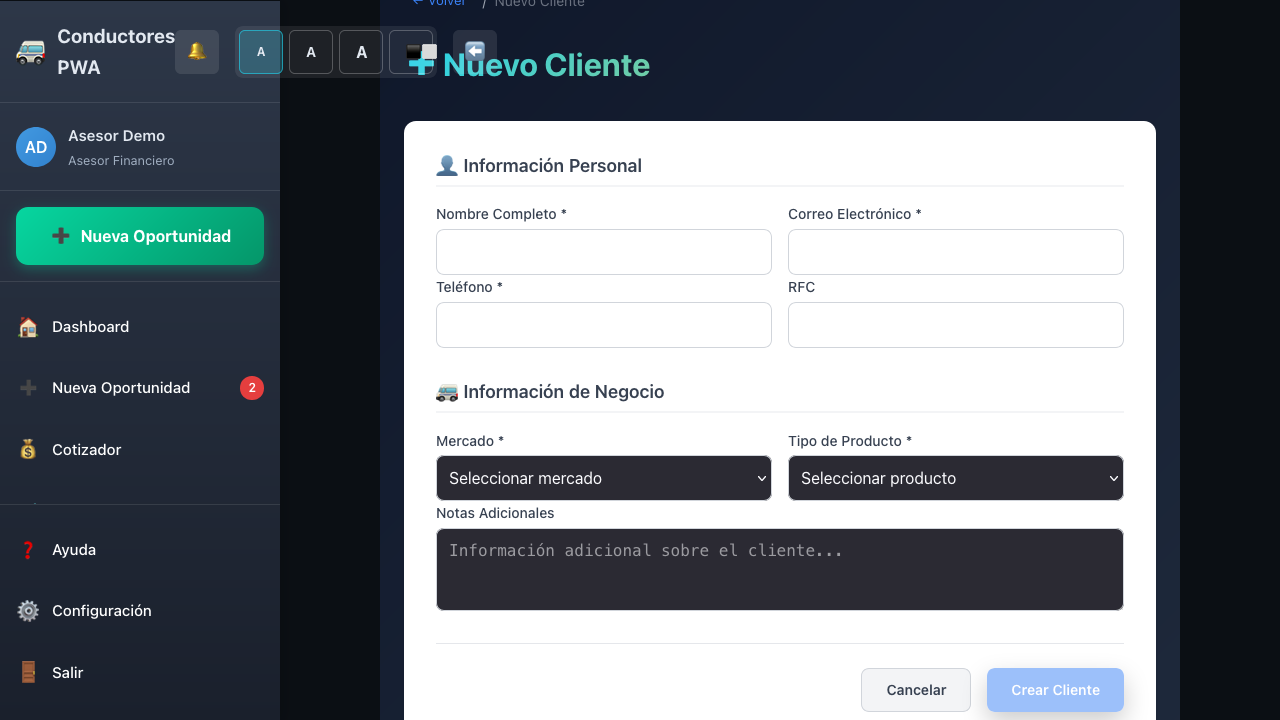 Conductores
PWA
A
A
A
← Volver / Nuevo Cliente
Nuevo Cliente
AD
Asesor Demo
Asesor Financiero
Nueva Oportunidad
Dashboard
Nueva Oportunidad
2
Cotizador
Ayuda
Configuración
Salir
Información Personal
Nombre Completo *
Correo Electrónico *
Teléfono *
RFC
Información de Negocio
Mercado *
Tipo de Producto *
Seleccionar mercado
Seleccionar producto
Notas Adicionales
Información adicional sobre el cliente...
Cancelar
Crear Cliente